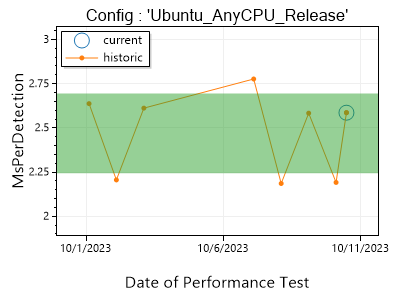 Config : 'Ubuntu_AnyCPU_Release'
current
historic
MsPerDetection
3
2.75
2.5
2.25
2
10/1/2023
10/6/2023
10/11/2023
Date of Performance Test